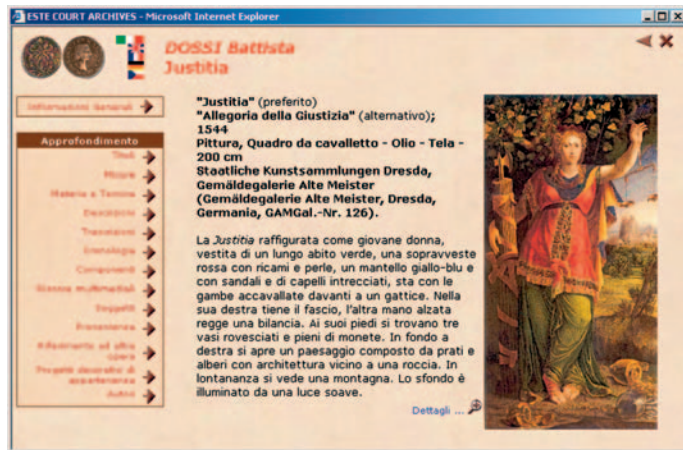 ESTE COURT ARCHIVES - Microsoft Internet Explorer
DOSSI Battista
Justitia
Informazioni Generali
Approfondimento
Titoli
Misure
Materia e Tecnica
Descrizioni
Trascrizioni
Cronologia
Componenti
Risorse multimediali
Soggetti
Provenienza
Riferimento ad altre
opere
Progetti decorativi di
appartenenza
Autori
"Justitia" (preferito)
"Allegoria della Giustizia" (alternativo);
1544
Pittura, Quadro da cavalletto - Olio - Tela -
200 cm
Staatliche Kunstsammlungen Dresda,
Gemäldegalerie Alte Meister
(Gemäldegalerie Alte Meister, Dresda,
Germania, GAMGal.-Nr. 126).
La Justitia raffigurata come giovane donna,
vestita di un lungo abito verde, una sopravveste
rossa con ricami e perle, un mantello giallo-blu e
con sandali e di capelli intrecciati, sta con le
gambe accavallate davanti a un gattice. Nella
sua destra tiene il fascio, l'altra mano alzata
regge una bilancia. Ai suoi piedi si trovano tre
vasi rovesciati e pieni di monete. In fondo a
destra si apre un paesaggio composto da prati e
alberi con architettura vicino a una roccia. In
lontananza si vede una montagna. Lo sfondo è
illuminato da una luce soave.
Dettagli ...